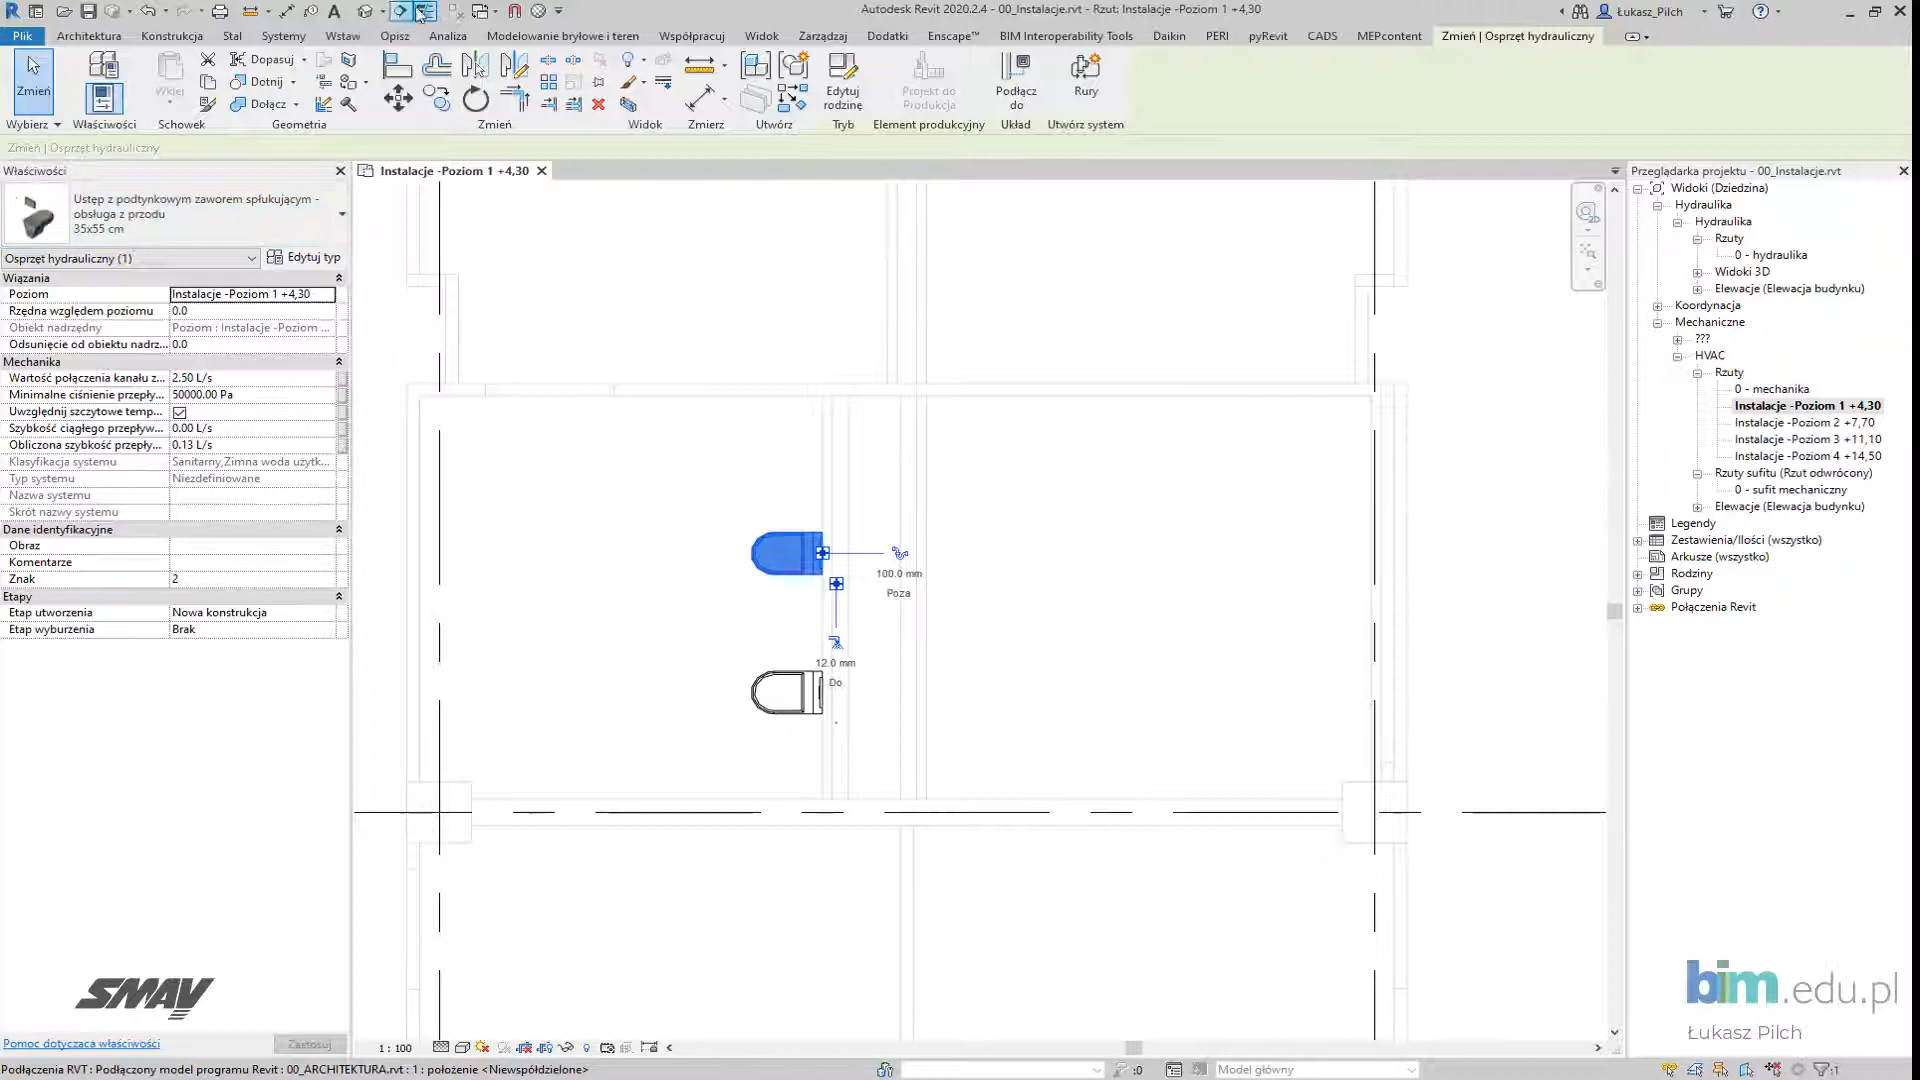 Autodesk Revit 2020.2.4 - 00_Instalacje.rvt - Rzut: Instalacje -Poziom 1 +4,30
Łukasz_Pilch
Plik Architektura Konstrukcja Stal Systemy Wstaw Opisz Analiza Modelowanie bryłowe i teren Współpracuj Widok Zarządzaj Dodatki Enscape™ BIM Interoperability Tools Daikin PERI pyRevit CADS MEPcontent Zmień | Osprzęt hydrauliczny
Zmień
Wklej
Dopasuj
Dotnij
Dołącz
Edytuj rodzinę
Projekt do Produkcja
Podłącz do
Rury
Wybierz Właściwości Schowek Geometria Zmień Widok Zmierz Utwórz Tryb Element produkcyjny Układ Utwórz system
Zmień | Osprzęt hydrauliczny
Właściwości
Ustęp z podtynkowym zaworem spłukującym -
obsługa z przodu
35x55 cm
Osprzęt hydrauliczny (1) Edytuj typ
Wiązania
Poziom Instalacje -Poziom 1 +4,30
Rzędna względem poziomu 0.0
Obiekt nadrzędny Poziom : Instalacje -Poziom ...
Odsunięcie od obiektu nadrz... 0.0
Mechanika
Wartość połączenia kanału z... 2.50 L/s
Minimalne ciśnienie przepły... 50000.00 Pa
Uwzględnij szczytowe temp...
Szybkość ciągłego przepływ... 0.00 L/s
Obliczona szybkość przepły... 0.13 L/s
Klasyfikacja systemu Sanitarny,Zimna woda użytk...
Typ systemu Niezdefiniowane
Nazwa systemu
Skrót nazwy systemu
Dane identyfikacyjne
Obraz
Komentarze
Znak 2
Etapy
Etap utworzenia Nowa konstrukcja
Etap wyburzenia Brak
SMAY
Pomoc dotycząca właściwości Zastosuj
Instalacje -Poziom 1 +4,30
100.0 mm
Poza
12.0 mm
Do
1 : 100
Przeglądarka projektu - 00_Instalacje.rvt
Widoki (Dziedzina)
Hydraulika
Hydraulika
Rzuty
0 - hydraulika
Widoki 3D
Elewacje (Elewacja budynku)
Koordynacja
Mechaniczne
???
HVAC
Rzuty
0 - mechanika
Instalacje -Poziom 1 +4,30
Instalacje -Poziom 2 +7,70
Instalacje -Poziom 3 +11,10
Instalacje -Poziom 4 +14,50
Rzuty sufitu (Rzut odwrócony)
0 - sufit mechaniczny
Elewacje (Elewacja budynku)
Legendy
Zestawienia/Ilości (wszystko)
Arkusze (wszystko)
Rodziny
Grupy
Połączenia Revit
bim.edu.pl
Łukasz Pilch
Podłączenia RVT : Podłączony model programu Revit : 00_ARCHITEKTURA.rvt : 1 : położenie <Niewspółdzielone>
:0
Model główny
:1